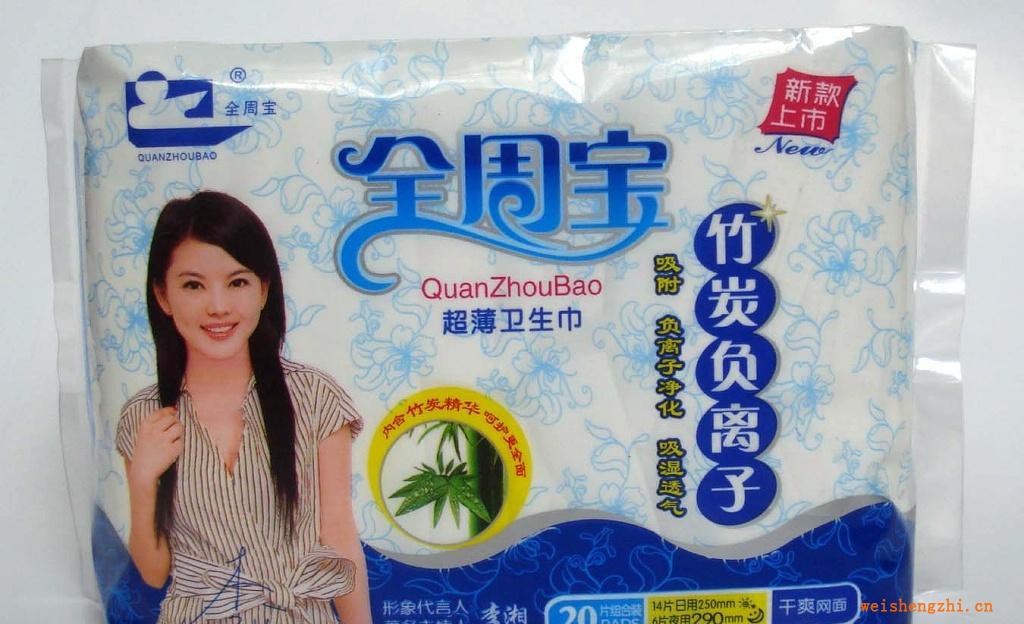 ®
全周宝
QUANZHOUBAO
新款
上市
New
全周宝
QuanZhouBao
超薄卫生巾
竹炭负离子
吸附 负离子净化 吸湿透气
内含竹炭精华 呵护更全面
形象代言人
李湘
20片组合装
PADS
14片日用250mm
6片夜用290mm
干爽网面
weishengzhi.cn